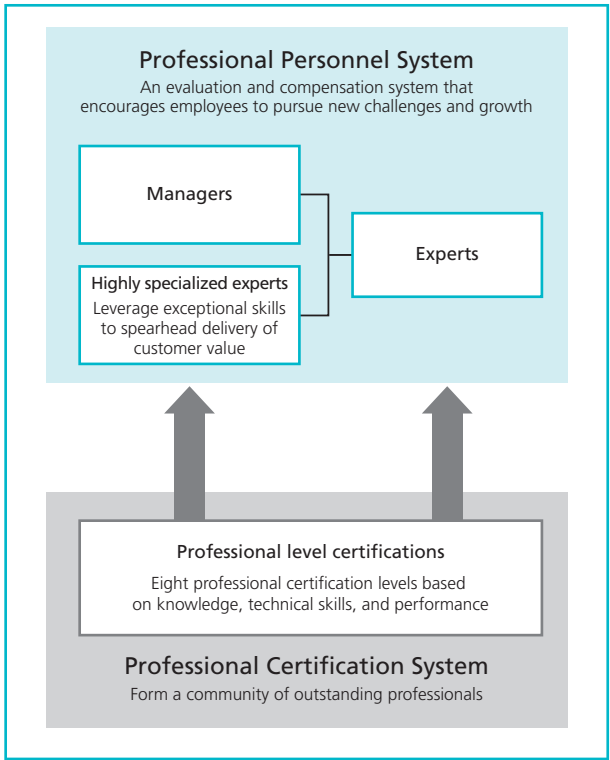 Professional Personnel System
An evaluation and compensation system that
encourages employees to pursue new challenges and growth
Managers
Highly specialized experts
Leverage exceptional skills
to spearhead delivery of
customer value
Experts
Professional level certifications
Eight professional certification levels based
on knowledge, technical skills, and performance
Professional Certification System
Form a community of outstanding professionals